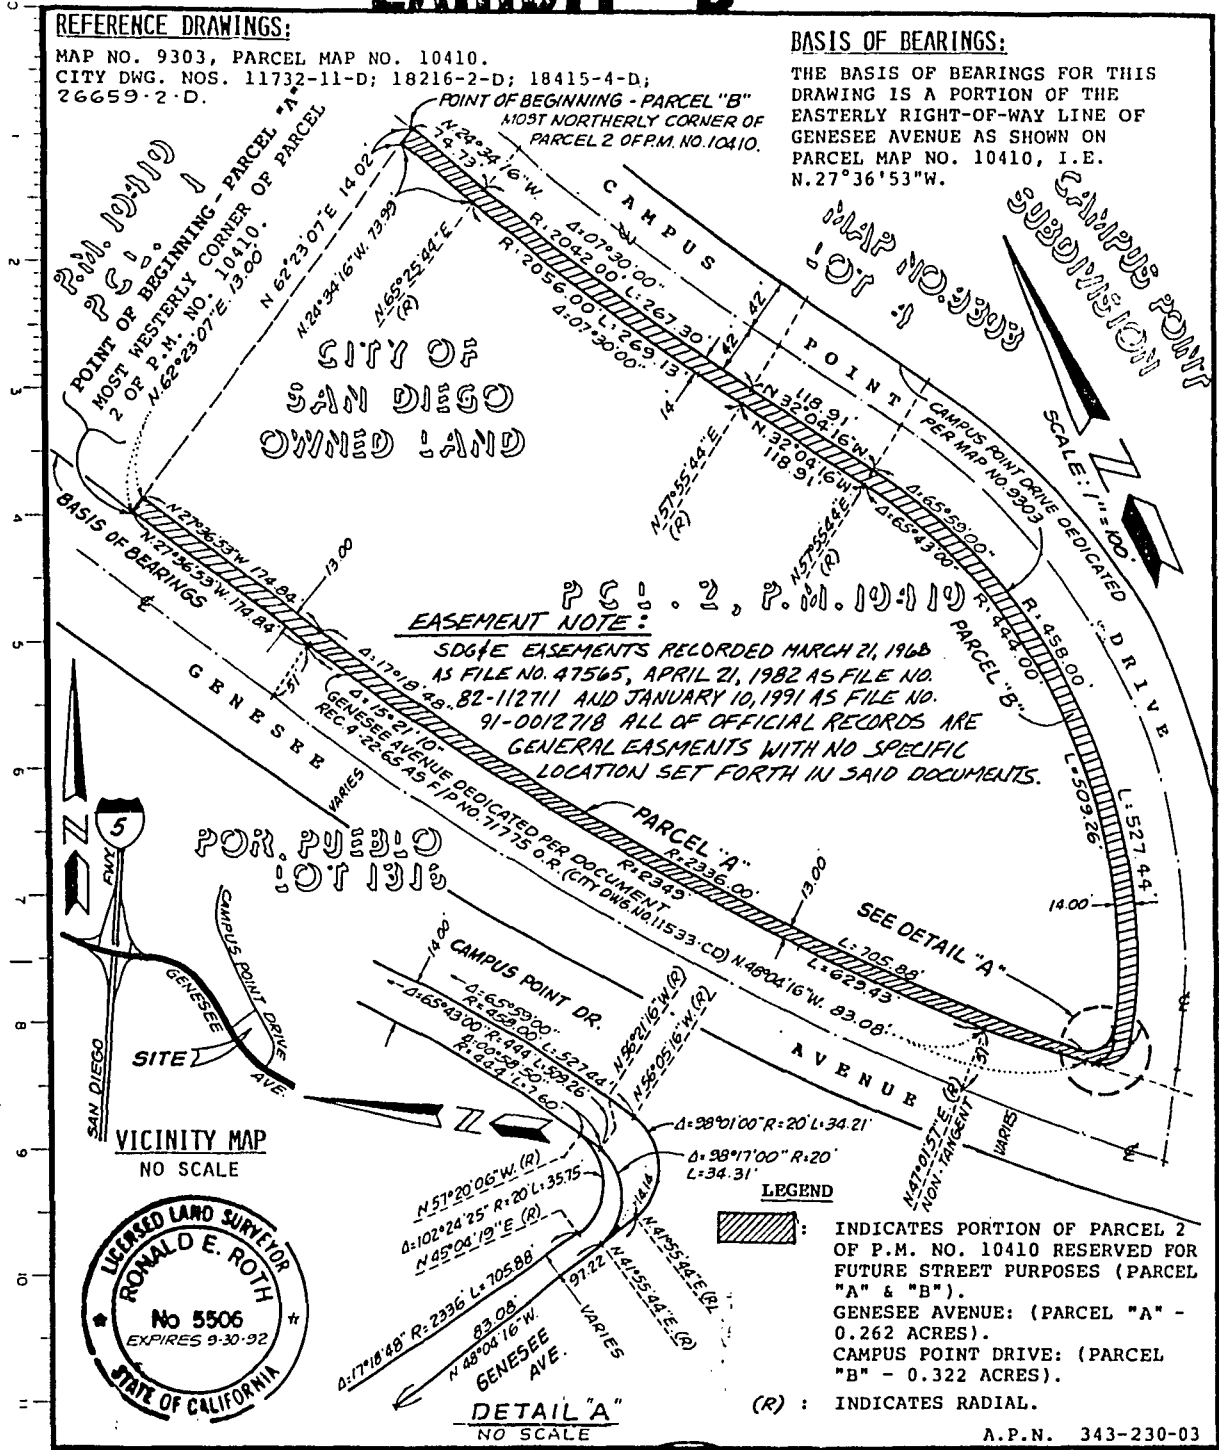 REFERENCE DRAWINGS:
MAP NO. 9303, PARCEL MAP NO. 10410.
CITY DWG. NOS. 11732-11-D; 18216-2-D; 18415-4-D;
26659-2-D.
BASIS OF BEARINGS:
THE BASIS OF BEARINGS FOR THIS
DRAWING IS A PORTION OF THE
EASTERLY RIGHT-OF-WAY LINE OF
GENESEE AVENUE AS SHOWN ON
PARCEL MAP NO. 10410, I.E.
N.27°36'53"W.
POINT OF BEGINNING - PARCEL "B"
MOST NORTHERLY CORNER OF
PARCEL 2 OF P.M. NO. 10410.
P.M. 10410
PCL. 1
POINT OF BEGINNING - PARCEL "A"
MOST WESTERLY CORNER OF PARCEL
2 OF P.M. NO. 10410.
N.62°23'07"E. 13.00'
N 62°23'07"E 14.02'
N.24°34'16"W.
74.73'
N.24°34'16"W. 73.99'
N.65°25'44"E
(R)
Δ=07°30'00"
R=2042.00' L=267.30'
R=2056.00' L=269.13'
Δ=07°30'00"
CAMPUS
POINT
DRIVE
42'
42'
14'
MAP NO. 9303
LOT 4
CAMPUS POINT
SUBDIVISION
SCALE: 1"=100'
CAMPUS POINT DRIVE DEDICATED
PER MAP NO. 9303
118.91'
N 32°04'16"W
N.32°04'16"W
118.91'
N.57°55'44"E
(R)
N.57°55'44"E
(R)
Δ=65°59'00"
Δ=65°43'00"
R=458.00'
R=444.00'
PARCEL "B"
L=509.26'
L=527.44'
14.00
CITY OF
SAN DIEGO
OWNED LAND
PCL. 2, P.M. 10410
BASIS OF BEARINGS
N27°36'53"W 174.84'
N.27°36'53"W. 114.84'
13.00
EASEMENT NOTE:
SDG&E EASEMENTS RECORDED MARCH 21, 1968
AS FILE NO. 47565, APRIL 21, 1982 AS FILE NO.
82-112711 AND JANUARY 10, 1991 AS FILE NO.
91-0012718 ALL OF OFFICIAL RECORDS ARE
GENERAL EASMENTS WITH NO SPECIFIC
LOCATION SET FORTH IN SAID DOCUMENTS.
GENESEE
AVENUE
51'
VARIES
Δ=17°18'48"
Δ=15°21'10"
GENESEE AVENUE DEDICATED PER DOCUMENT
REC. 4-22-65 AS F/P NO. 71775 O.R. (CITY DWG. NO. 11533-CD)
PARCEL "A"
R=2336.00'
R=2349'
13.00
L=705.88'
L=629.43'
N.48°04'16"W. 83.08'
SEE DETAIL "A"
N47°01'57"E. (R)
NON-TANGENT
VARIES
POR. PUEBLO
LOT 1313
5
FWY
GENESEE
AVE.
CAMPUS POINT DRIVE
SITE
SAN DIEGO
VICINITY MAP
NO SCALE
LICENSED LAND SURVEYOR
RONALD E. ROTH
No 5506
EXPIRES 9-30-92
STATE OF CALIFORNIA
14.00'
CAMPUS POINT DR.
Δ=65°59'00"
R=458.00' L=527.44'
Δ=65°43'00" R=444' L=509.26
Δ=00°58'50"
R=444' L=7.60'
N56°21'16"W (R)
N56°05'16"W. (R)
Δ=98°01'00" R=20' L=34.21'
Δ=98°17'00" R=20'
L=34.31'
N57°20'06"W. (R)
Δ=102°24'25" R=20' L=35.75'
N45°04'19"E (R)
14.14
N.41°55'44"E (R)
N41°55'44"E. (R)
97.22'
VARIES
Δ=17°18'48" R=2336' L=705.88'
83.08'
N 48°04'16"W.
GENESEE
AVE.
DETAIL "A"
NO SCALE
LEGEND
: INDICATES PORTION OF PARCEL 2
OF P.M. NO. 10410 RESERVED FOR
FUTURE STREET PURPOSES (PARCEL
"A" & "B").
GENESEE AVENUE: (PARCEL "A" -
0.262 ACRES).
CAMPUS POINT DRIVE: (PARCEL
"B" - 0.322 ACRES).
(R) : INDICATES RADIAL.
A.P.N. 343-230-03